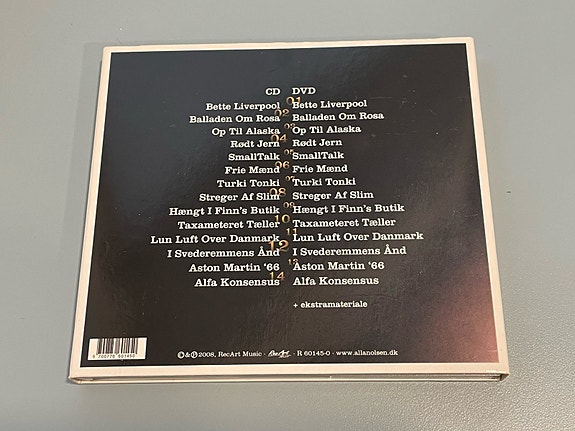 CD DVD
Bette Liverpool 01 Bette Liverpool
Balladen Om Rosa 02 Balladen Om Rosa
Op Til Alaska 03 Op Til Alaska
Rødt Jern 04 Rødt Jern
SmallTalk 05 SmallTalk
Frie Mænd 06 Frie Mænd
Turki Tonki 07 Turki Tonki
Streger Af Slim 08 Streger Af Slim
Hængt I Finn's Butik 09 Hængt I Finn's Butik
Taxameteret Tæller 10 Taxameteret Tæller
Lun Luft Over Danmark 11 Lun Luft Over Danmark
I Svederemmens Ånd 12 I Svederemmens Ånd
Aston Martin '66 13 Aston Martin '66
Alfa Konsensus 14 Alfa Konsensus
+ ekstramateriale
©&℗2008, RecArt Music · RecArt · R 60145-0 · www.allanolsen.dk
5 700776 601450